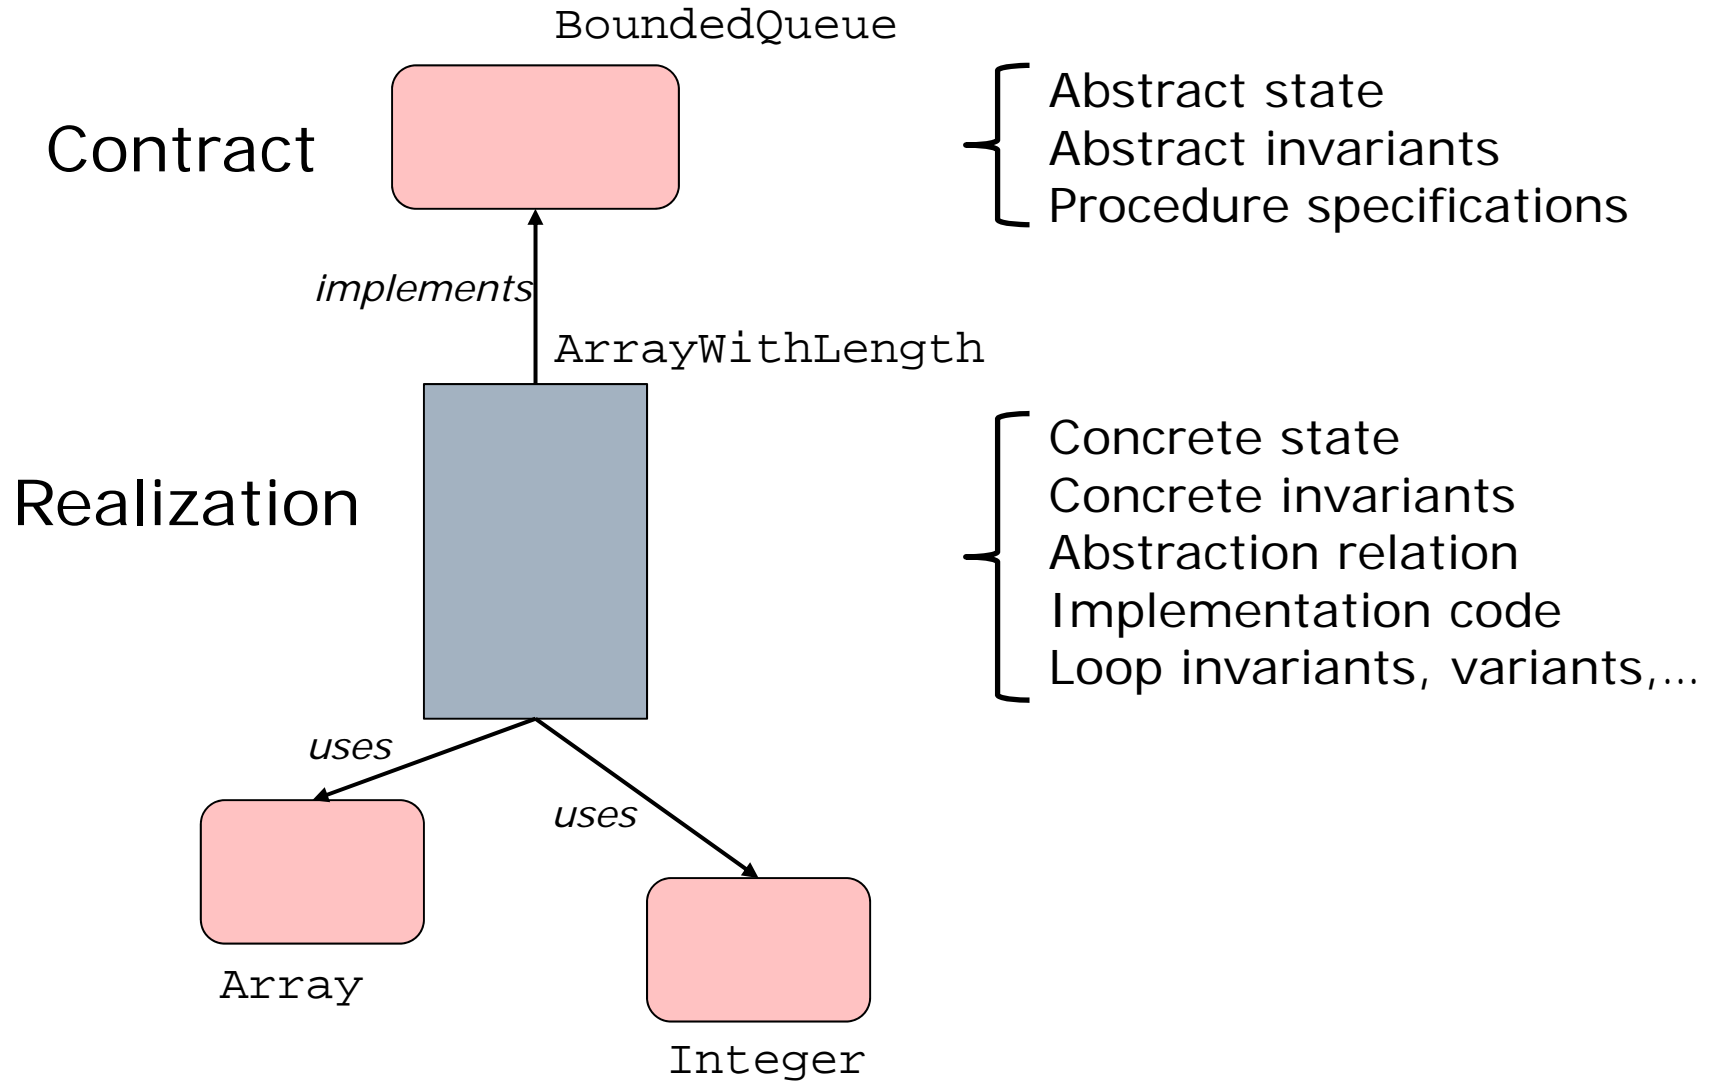 BoundedQueue
Contract
Abstract state
Abstract invariants
Procedure specifications
implements
ArrayWithLength
Realization
Concrete state
Concrete invariants
Abstraction relation
Implementation code
Loop invariants, variants,...
uses
uses
Array
Integer